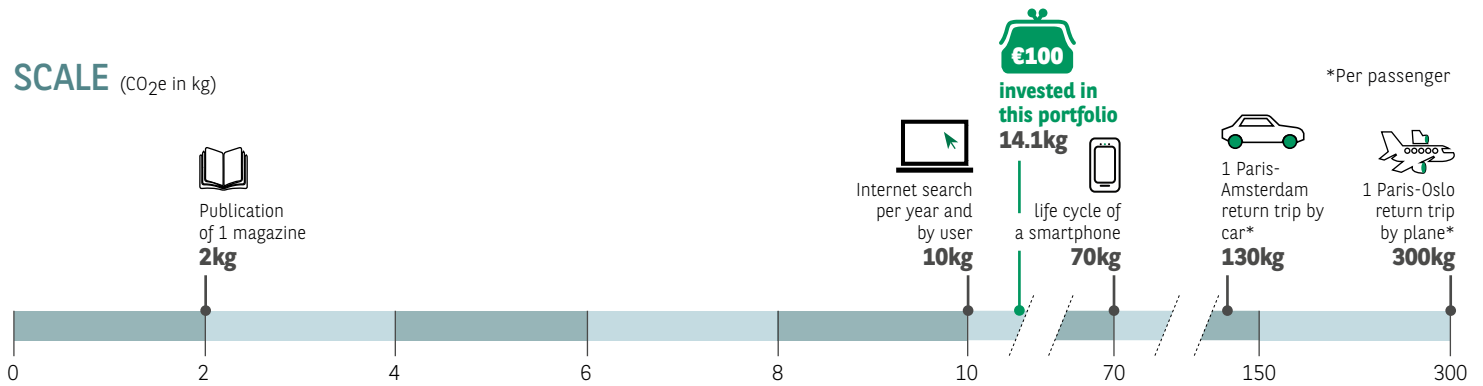 SCALE (CO2e in kg)
€100
invested in
this portfolio
14.1kg
*Per passenger
Publication
of 1 magazine
2kg
Internet search
per year and
by user
10kg
life cycle of
a smartphone
70kg
1 Paris-
Amsterdam
return trip by
car*
130kg
1 Paris-Oslo
return trip
by plane*
300kg
0 2 4 6 8 10 70 150 300